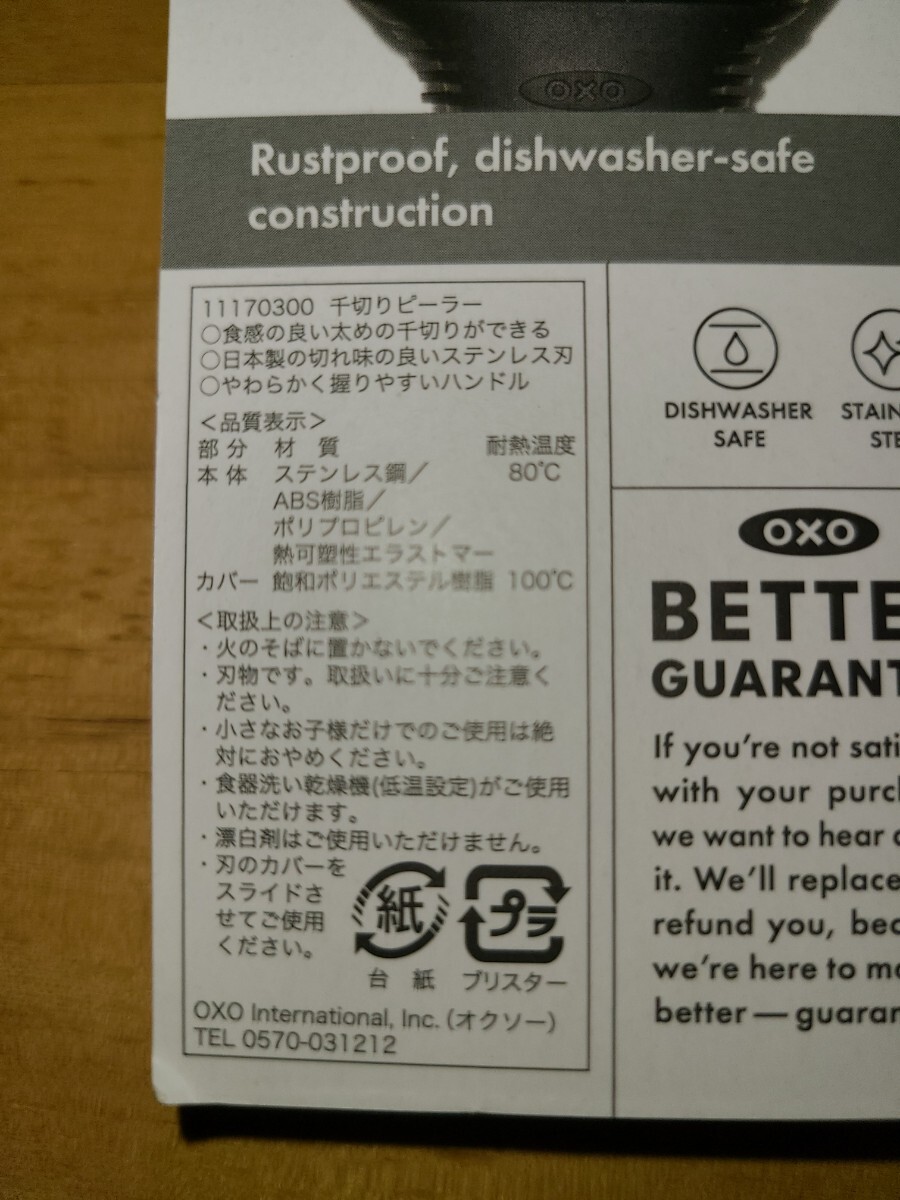 OXO
Rustproof, dishwasher-safe
construction
11170300 千切りピーラー
○食感の良い太めの千切りができる
○日本製の切れ味の良いステンレス刃
○やわらかく握りやすいハンドル
＜品質表示＞
部分 材 質 耐熱温度
本体 ステンレス鋼／ 80℃
ABS樹脂／
ポリプロピレン／
熱可塑性エラストマー
カバー 飽和ポリエステル樹脂 100℃
＜取扱上の注意＞
・火のそばに置かないでください。
・刃物です。取扱いに十分ご注意く
ださい。
・小さなお子様だけでのご使用は絶
対におやめください。
・食器洗い乾燥機(低温設定)がご使用
いただけます。
・漂白剤はご使用いただけません。
・刃のカバーを
スライドさ
せてご使用
ください。
紙
プラ
台 紙 ブリスター
OXO International, Inc. (オクソー)
TEL 0570-031212
DISHWASHER
SAFE
STAIN
STE
OXO
BETTE
GUARANT
If you're not sati
with your purc
we want to hear
it. We'll replace
refund you, bec
we're here to m
better — guaran